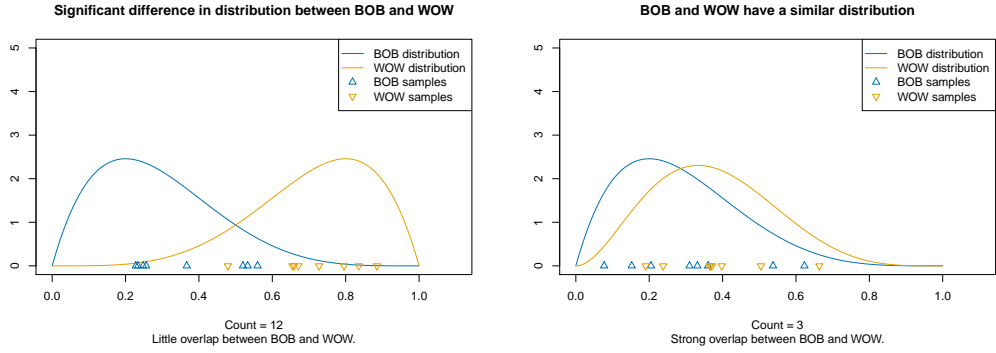 Significant difference in distribution between BOB and WOW
5
4
3
2
1
0
BOB distribution
WOW distribution
BOB samples
WOW samples
0.0 0.2 0.4 0.6 0.8 1.0
Count = 12
Little overlap between BOB and WOW.
BOB and WOW have a similar distribution
5
4
3
2
1
0
BOB distribution
WOW distribution
BOB samples
WOW samples
0.0 0.2 0.4 0.6 0.8 1.0
Count = 3
Strong overlap between BOB and WOW.